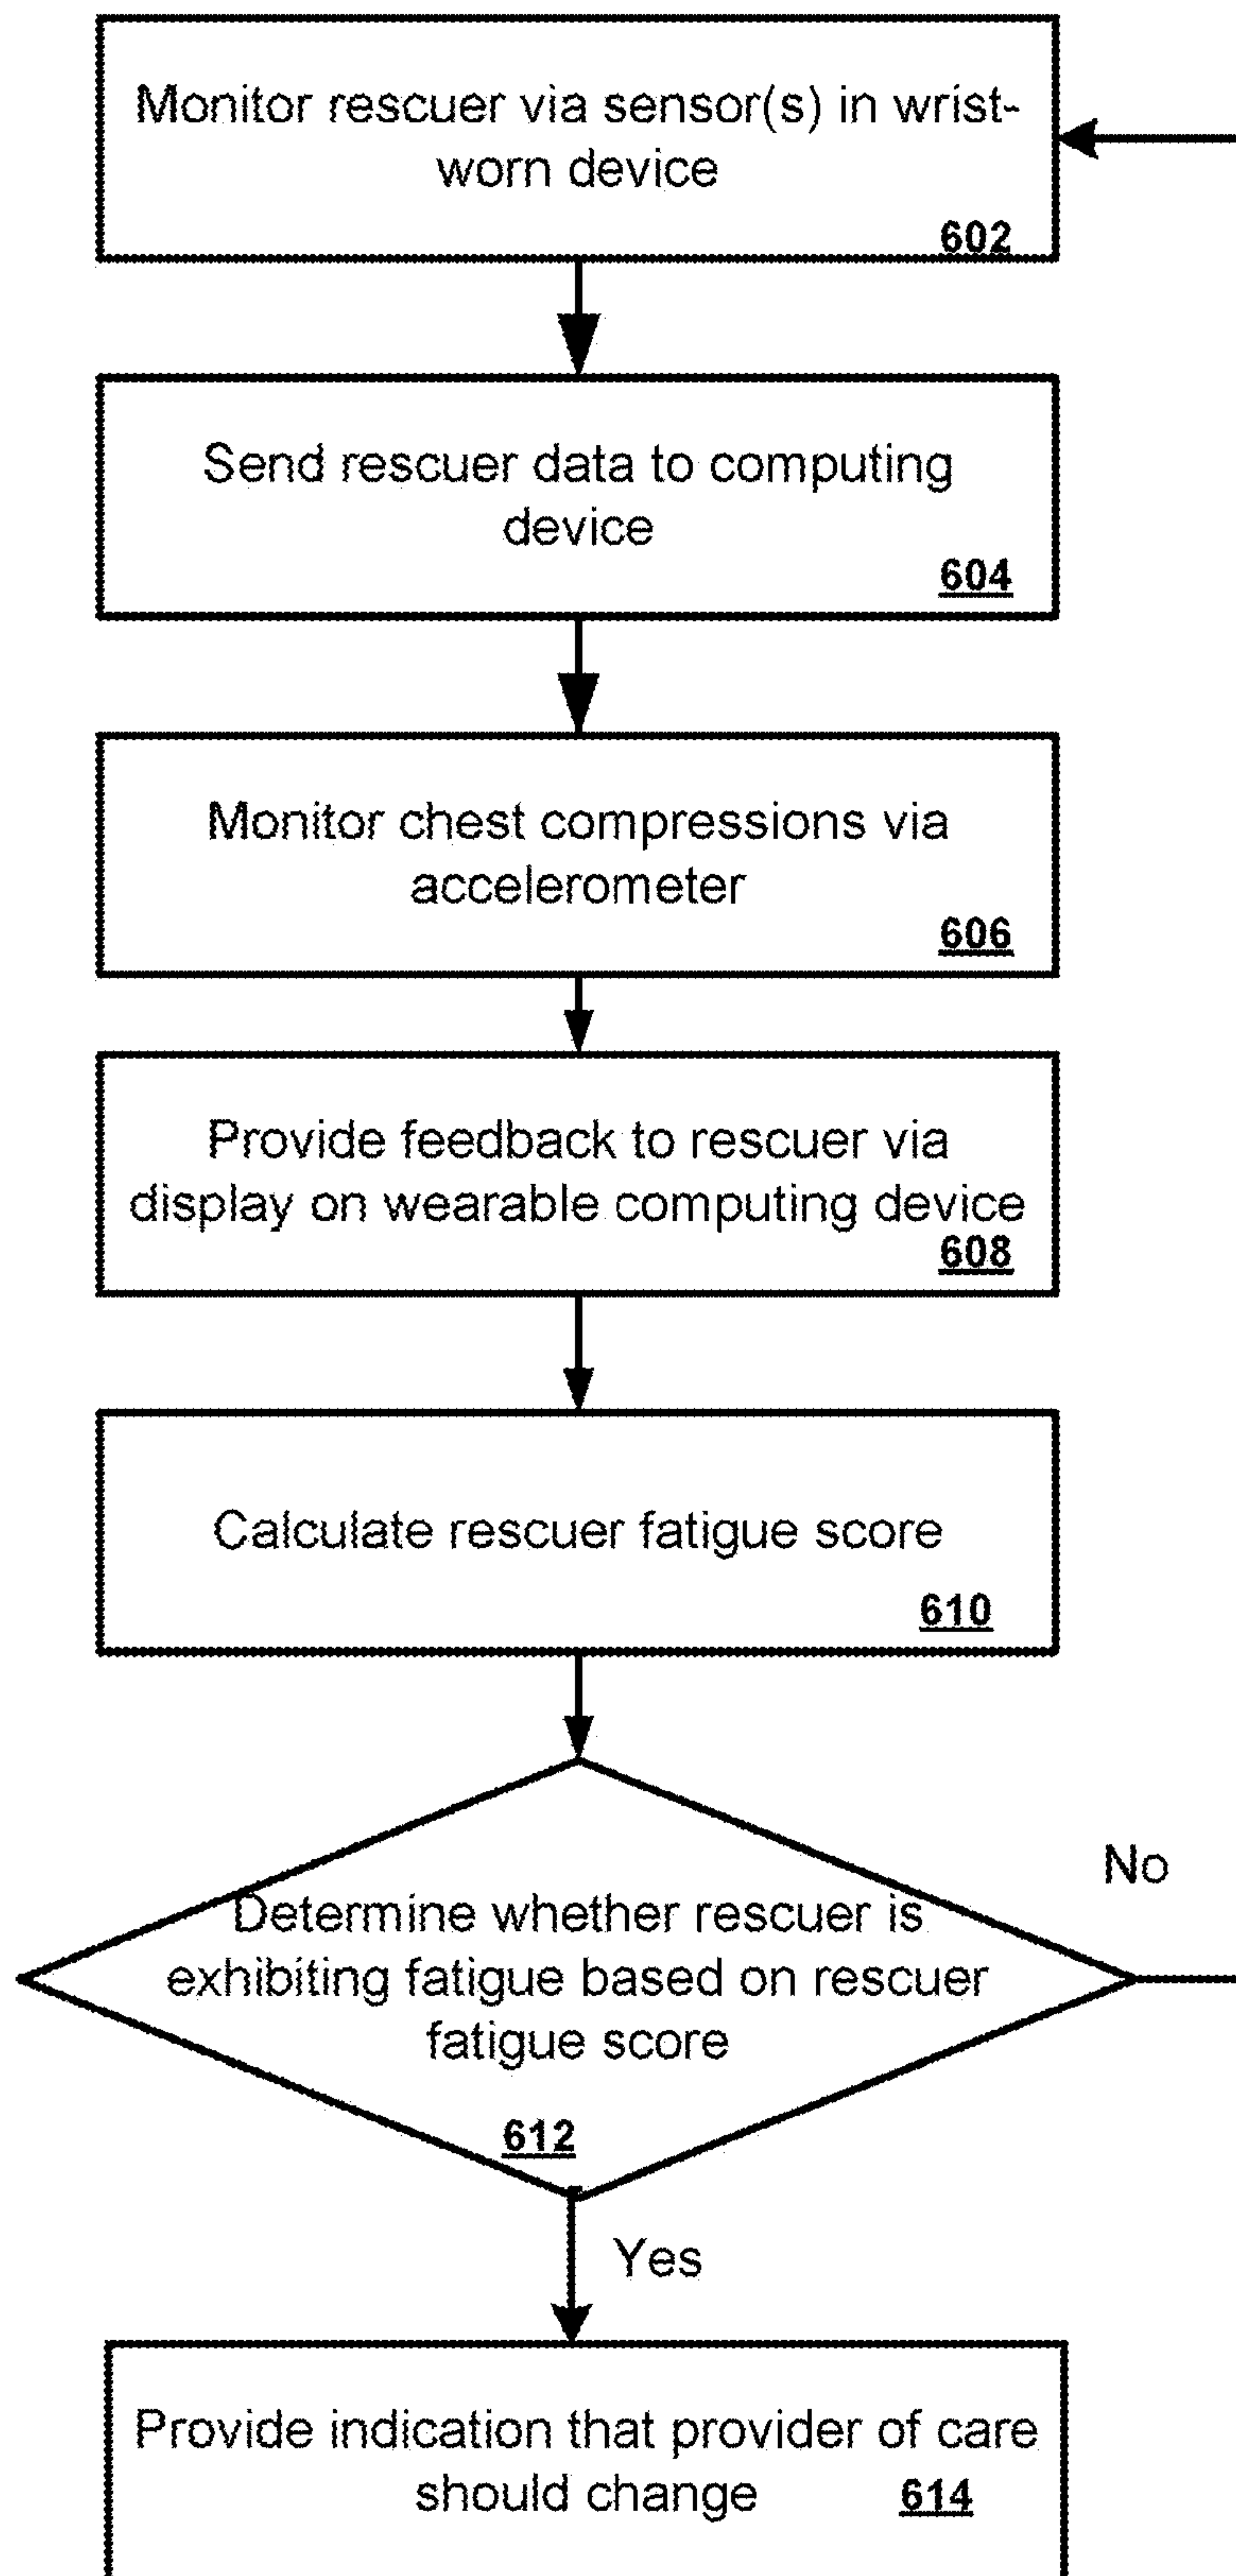 Monitor rescuer via sensor(s) in wrist-
worn device
602
Send rescuer data to computing
device
604
Monitor chest compressions via
accelerometer
606
Provide feedback to rescuer via
display on wearable computing device
608
Calculate rescuer fatigue score
610
No
Determine whether rescuer is
exhibiting fatigue based on rescuer
fatigue score
612
Yes
Provide indication that provider of care
should change 614